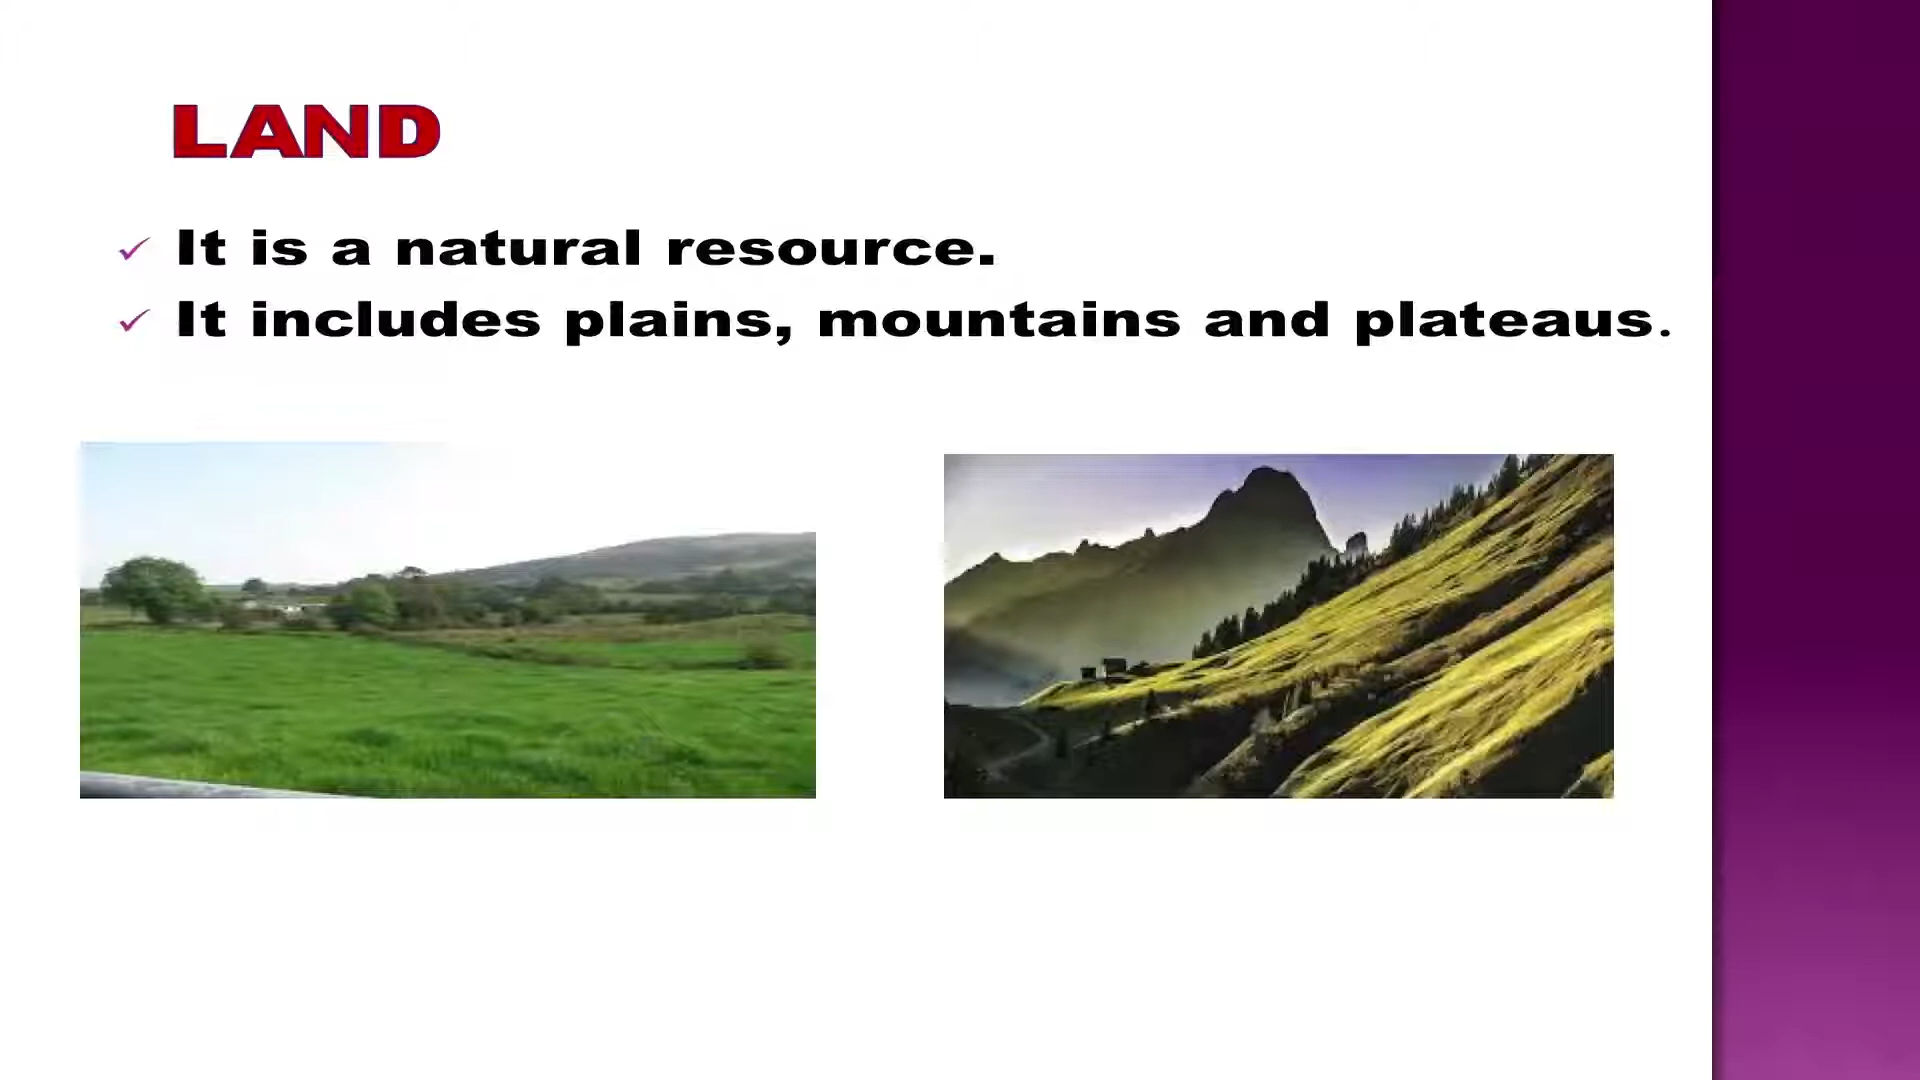 LAND
It is a natural resource.
It includes plains, mountains and plateaus.